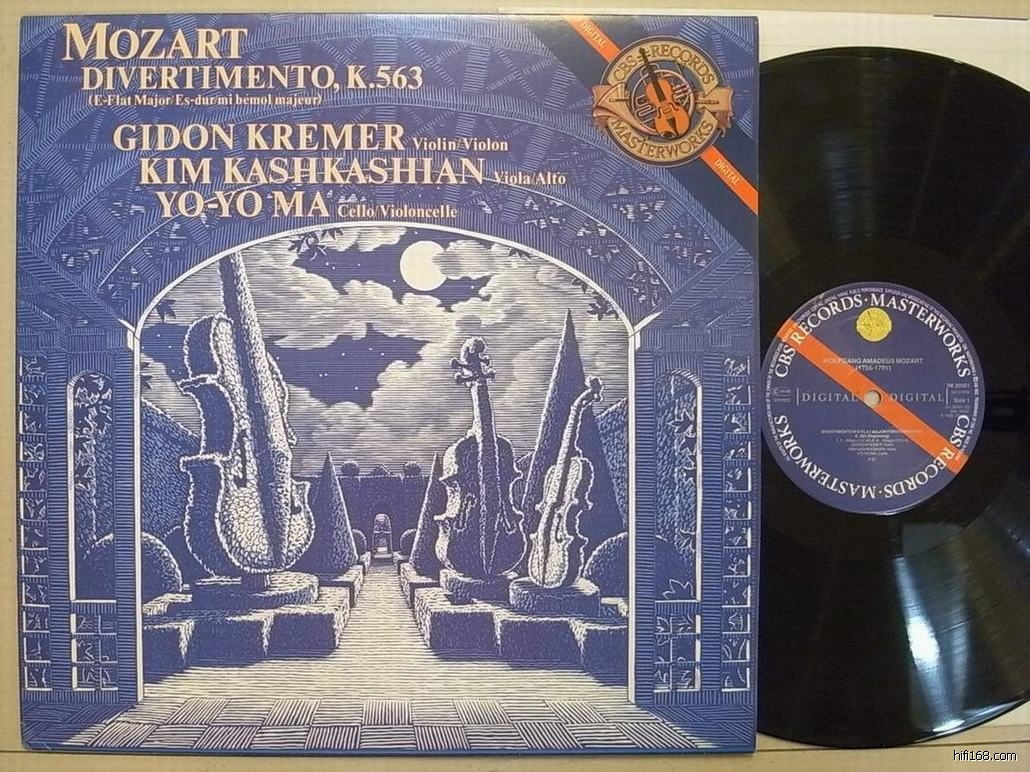 MOZART
DIVERTIMENTO, K.563
(E-Flat Major/Es-dur/mi bémol majeur)
GIDON KREMER Violin/Violon
KIM KASHKASHIAN Viola/Alto
YO-YO MA Cello/Violoncelle
DIGITAL
CBS RECORDS
MASTERWORKS
DIGITAL
CBS RECORDS · MASTERWORKS
CBS RECORDS · MASTERWORKS
WOLFGANG AMADEUS MOZART
(1756-1791)
DIGITAL DIGITAL
Side 1
hifi168.com